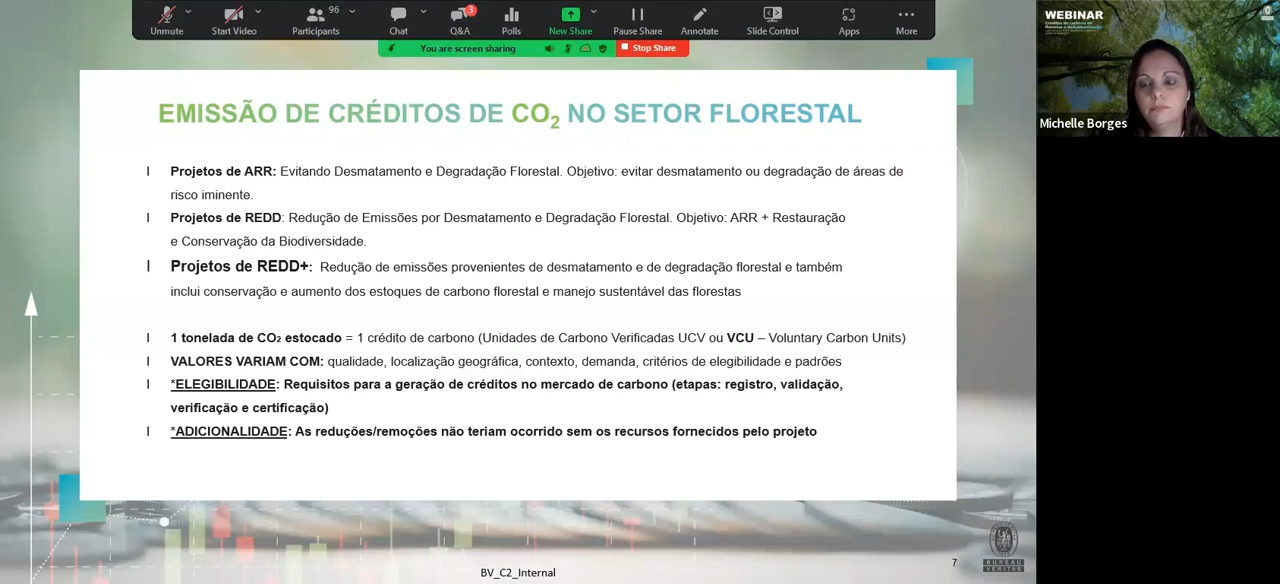 Unmute
Start Video
96
Participants
Chat
3
Q&A
Polls
New Share
Pause Share
Annotate
Slide Control
Apps
More
You are screen sharing
Stop Share
WEBINAR
Michelle Borges
EMISSÃO DE CRÉDITOS DE CO₂ NO SETOR FLORESTAL
l Projetos de ARR: Evitando Desmatamento e Degradação Florestal. Objetivo: evitar desmatamento ou degradação de áreas de
risco iminente.
l Projetos de REDD: Redução de Emissões por Desmatamento e Degradação Florestal. Objetivo: ARR + Restauração
e Conservação da Biodiversidade.
l Projetos de REDD+: Redução de emissões provenientes de desmatamento e de degradação florestal e também
inclui conservação e aumento dos estoques de carbono florestal e manejo sustentável das florestas
l 1 tonelada de CO₂ estocado = 1 crédito de carbono (Unidades de Carbono Verificadas UCV ou VCU – Voluntary Carbon Units)
l VALORES VARIAM COM: qualidade, localização geográfica, contexto, demanda, critérios de elegibilidade e padrões
l *ELEGIBILIDADE: Requisitos para a geração de créditos no mercado de carbono (etapas: registro, validação,
verificação e certificação)
l *ADICIONALIDADE: As reduções/remoções não teriam ocorrido sem os recursos fornecidos pelo projeto
7
BUREAU
VERITAS
BV_C2_Internal